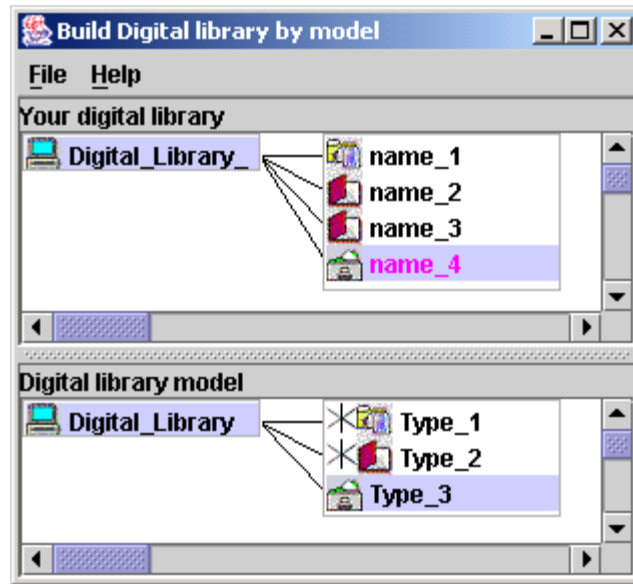 Build Digital library by model
File Help
Your digital library
Digital_Library_ name_1
name_2
name_3
name_4
Digital library model
Digital_Library Type_1
Type_2
Type_3